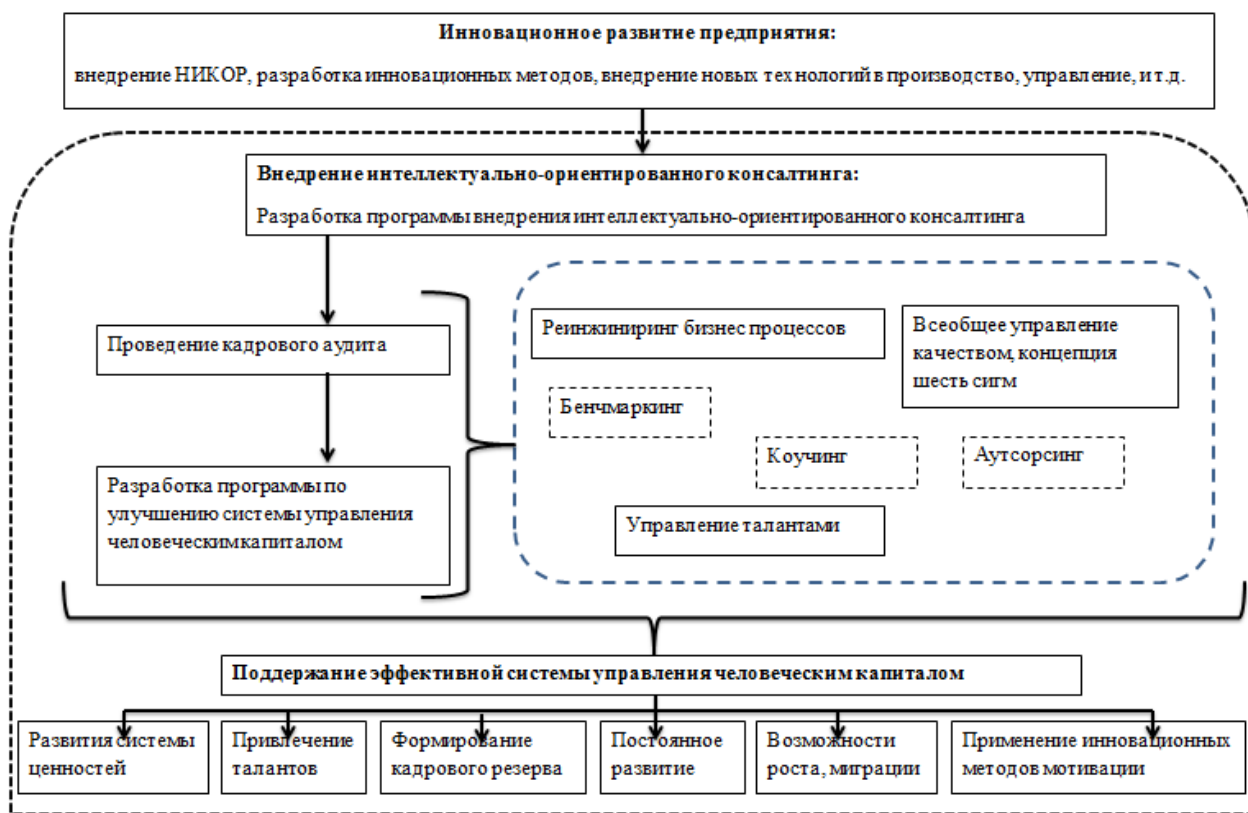 Инновационное развитие предприятия:
внедрение НИКОР, разработка инновационных методов, внедрение новых технологий в производство, управление, и т.д.
Внедрение интеллектуально-ориентированного консалтинга:
Разработка программы внедрения интеллектуально-ориентированного консалтинга
Проведение кадрового аудита
Разработка программы по
улучшению системы управления
человеческим капиталом
Реинжиниринг бизнес процессов
Всеобщее управление
качеством, концепция
шесть сигм
Бенчмаркинг
Коучинг
Аутсорсинг
Управление талантами
Поддержание эффективной системы управления человеческим капиталом
Развития системы
ценностей
Привлечение
талантов
Формирование
кадрового резерва
Постоянное
развитие
Возможности
роста, миграции
Применение инновационных
методов мотивации